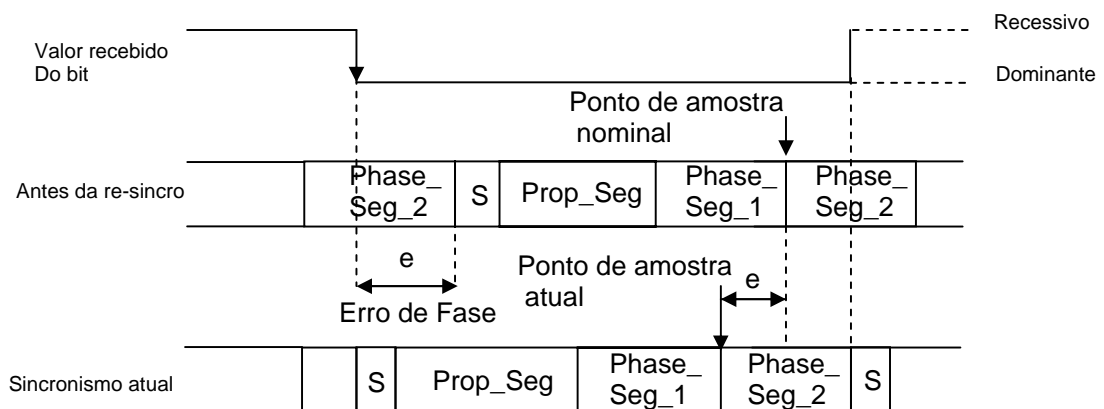 Recessivo
Valor recebido
Do bit
Dominante
Ponto de amostra
nominal
Antes da re-sincro
Phase_
Seg_2
S
Prop_Seg
Phase_
Seg_1
Phase_
Seg_2
e
Erro de Fase
Ponto de amostra
atual
e
Sincronismo atual
S
Prop_Seg
Phase_
Seg_1
Phase_
Seg_2
S